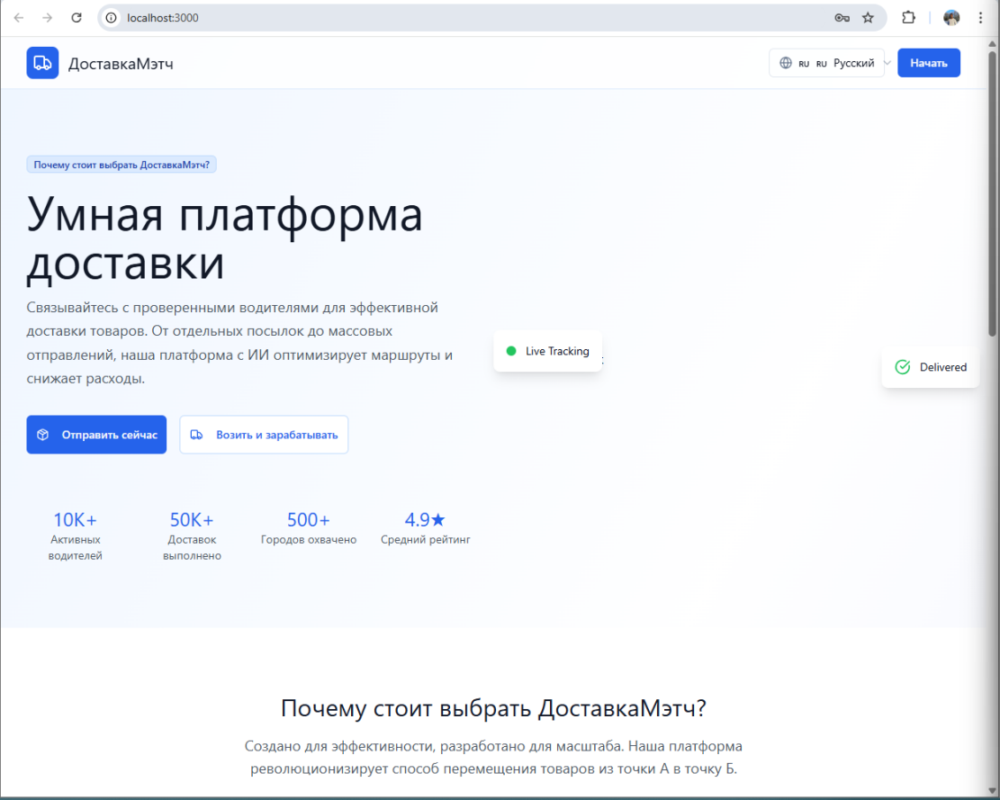 localhost:3000
ДоставкаМэтч
RU RU Русский
Начать
Почему стоит выбрать ДоставкаМэтч?
Умная платформа
доставки
Связывайтесь с проверенными водителями для эффективной
доставки товаров. От отдельных посылок до массовых
отправлений, наша платформа с ИИ оптимизирует маршруты и
снижает расходы.
Live Tracking
Delivered
Отправить сейчас
Возить и зарабатывать
10K+
Активных
водителей
50K+
Доставок
выполнено
500+
Городов охвачено
4.9★
Средний рейтинг
Почему стоит выбрать ДоставкаМэтч?
Создано для эффективности, разработано для масштаба. Наша платформа
революционизирует способ перемещения товаров из точки А в точку Б.